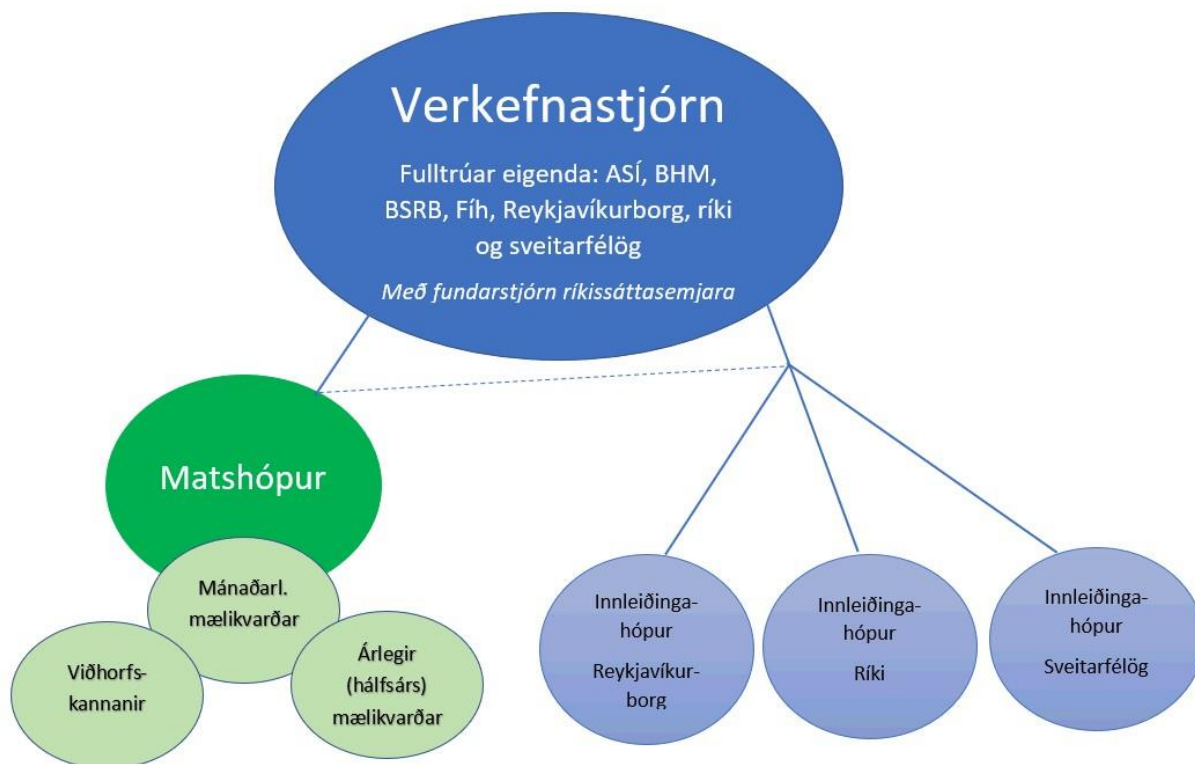 Verkefnastjórn
Fulltrúar eigenda: ASÍ, BHM,
BSRB, Fíh, Reykjavíkurborg, ríki
og sveitarfélög
Með fundarstjórn ríkissáttasemjara
Matshópur
Mánaðarl.
mælikvarðar
Viðhorfs-
kannanir
Árlegir
(hálfsárs)
mælikvarðar
Innleiðinga-
hópur
Reykjavíkur-
borg
Innleiðinga-
hópur
Ríki
Innleiðinga-
hópur
Sveitarfélög